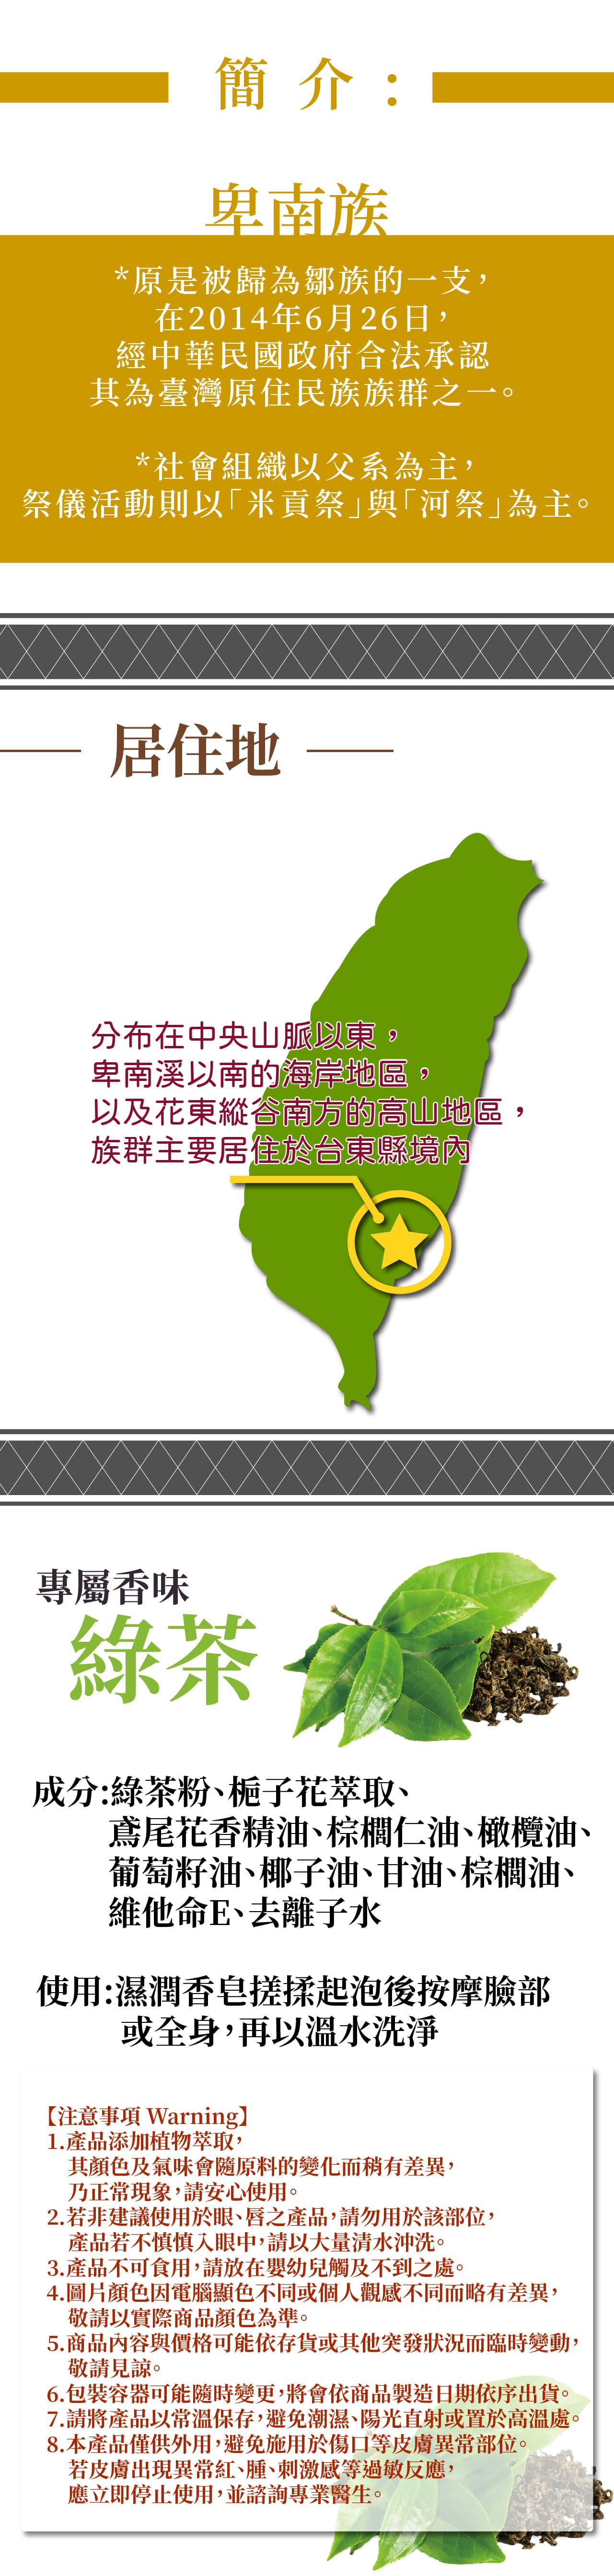 簡介：
卑南族
*原是被歸為鄒族的一支，
在2014年6月26日，
經中華民國政府合法承認
其為臺灣原住民族族群之一。
*社會組織以父系為主，
祭儀活動則以「米貢祭」與「河祭」為主。
居住地
分布在中央山脈以東，
卑南溪以南的海岸地區，
以及花東縱谷南方的高山地區，
族群主要居住於台東縣境內
專屬香味
綠茶
成分:綠茶粉、梔子花萃取、
鳶尾花香精油、棕櫚仁油、橄欖油、
葡萄籽油、椰子油、甘油、棕櫚油、
維他命E、去離子水
使用:濕潤香皂搓揉起泡後按摩臉部
或全身，再以溫水洗淨
【注意事項 Warning】
1.產品添加植物萃取，
其顏色及氣味會隨原料的變化而稍有差異，
乃正常現象，請安心使用。
2.若非建議使用於眼、唇之產品，請勿用於該部位，
產品若不慎慎入眼中，請以大量清水沖洗。
3.產品不可食用，請放在嬰幼兒觸及不到之處。
4.圖片顏色因電腦顯色不同或個人觀感不同而略有差異，
敬請以實際商品顏色為準。
5.商品內容與價格可能依存貨或其他突發狀況而臨時變動，
敬請見諒。
6.包裝容器可能隨時變更，將會依商品製造日期依序出貨。
7.請將產品以常溫保存，避免潮濕、陽光直射或置於高溫處。
8.本產品僅供外用，避免施用於傷口等皮膚異常部位。
若皮膚出現異常紅、腫、刺激感等過敏反應，
應立即停止使用，並諮詢專業醫生。